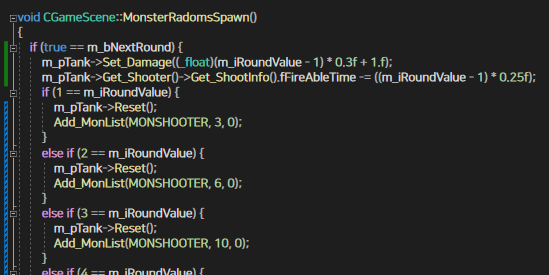 void CGameScene::MonsterRadomsSpawn()
{
if (true == m_bNextRound) {
m_pTank->Set_Damage((_float)(m_iRoundValue - 1) * 0.3f + 1.f);
m_pTank->Get_Shooter()->Get_ShootInfo().fFireAbleTime -= ((m_iRoundValue - 1) * 0.25f);
if (1 == m_iRoundValue) {
m_pTank->Reset();
Add_MonList(MONSHOOTER, 3, 0);
}
else if (2 == m_iRoundValue) {
m_pTank->Reset();
Add_MonList(MONSHOOTER, 6, 0);
}
else if (3 == m_iRoundValue) {
m_pTank->Reset();
Add_MonList(MONSHOOTER, 10, 0);
}
else if (4 == m_iRoundValue) {